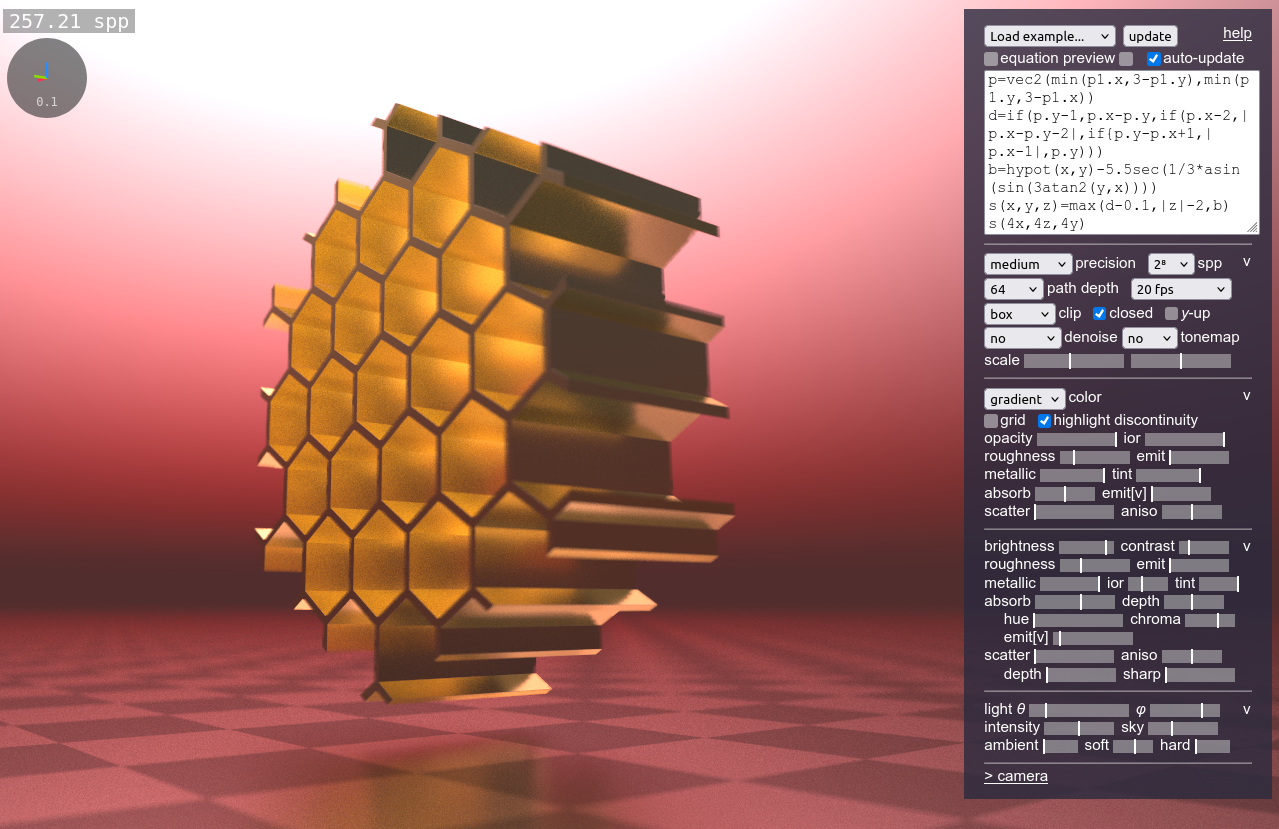 257.21 spp
0.1
Load example... update help
equation preview auto-update
p=vec2(min(p1.x,3-p1.y),min(p
1.y,3-p1.x))
d=if(p.y-1,p.x-p.y,if(p.x-2,|
p.x-p.y-2|,if{p.y-p.x+1,|
p.x-1|,p.y)))
b=hypot(x,y)-5.5sec(1/3*asin
(sin(3atan2(y,x))))
s(x,y,z)=max(d-0.1,|z|-2,b)
s(4x,4z,4y)
medium precision 2⁸ spp v
64 path depth 20 fps
box clip closed y-up
no denoise no tonemap
scale
gradient color v
grid highlight discontinuity
opacity ior
roughness emit
metallic tint
absorb emit[v]
scatter aniso
brightness contrast v
roughness emit
metallic ior tint
absorb depth
hue chroma
emit[v]
scatter aniso
depth sharp
light θ φ v
intensity sky
ambient soft hard
> camera